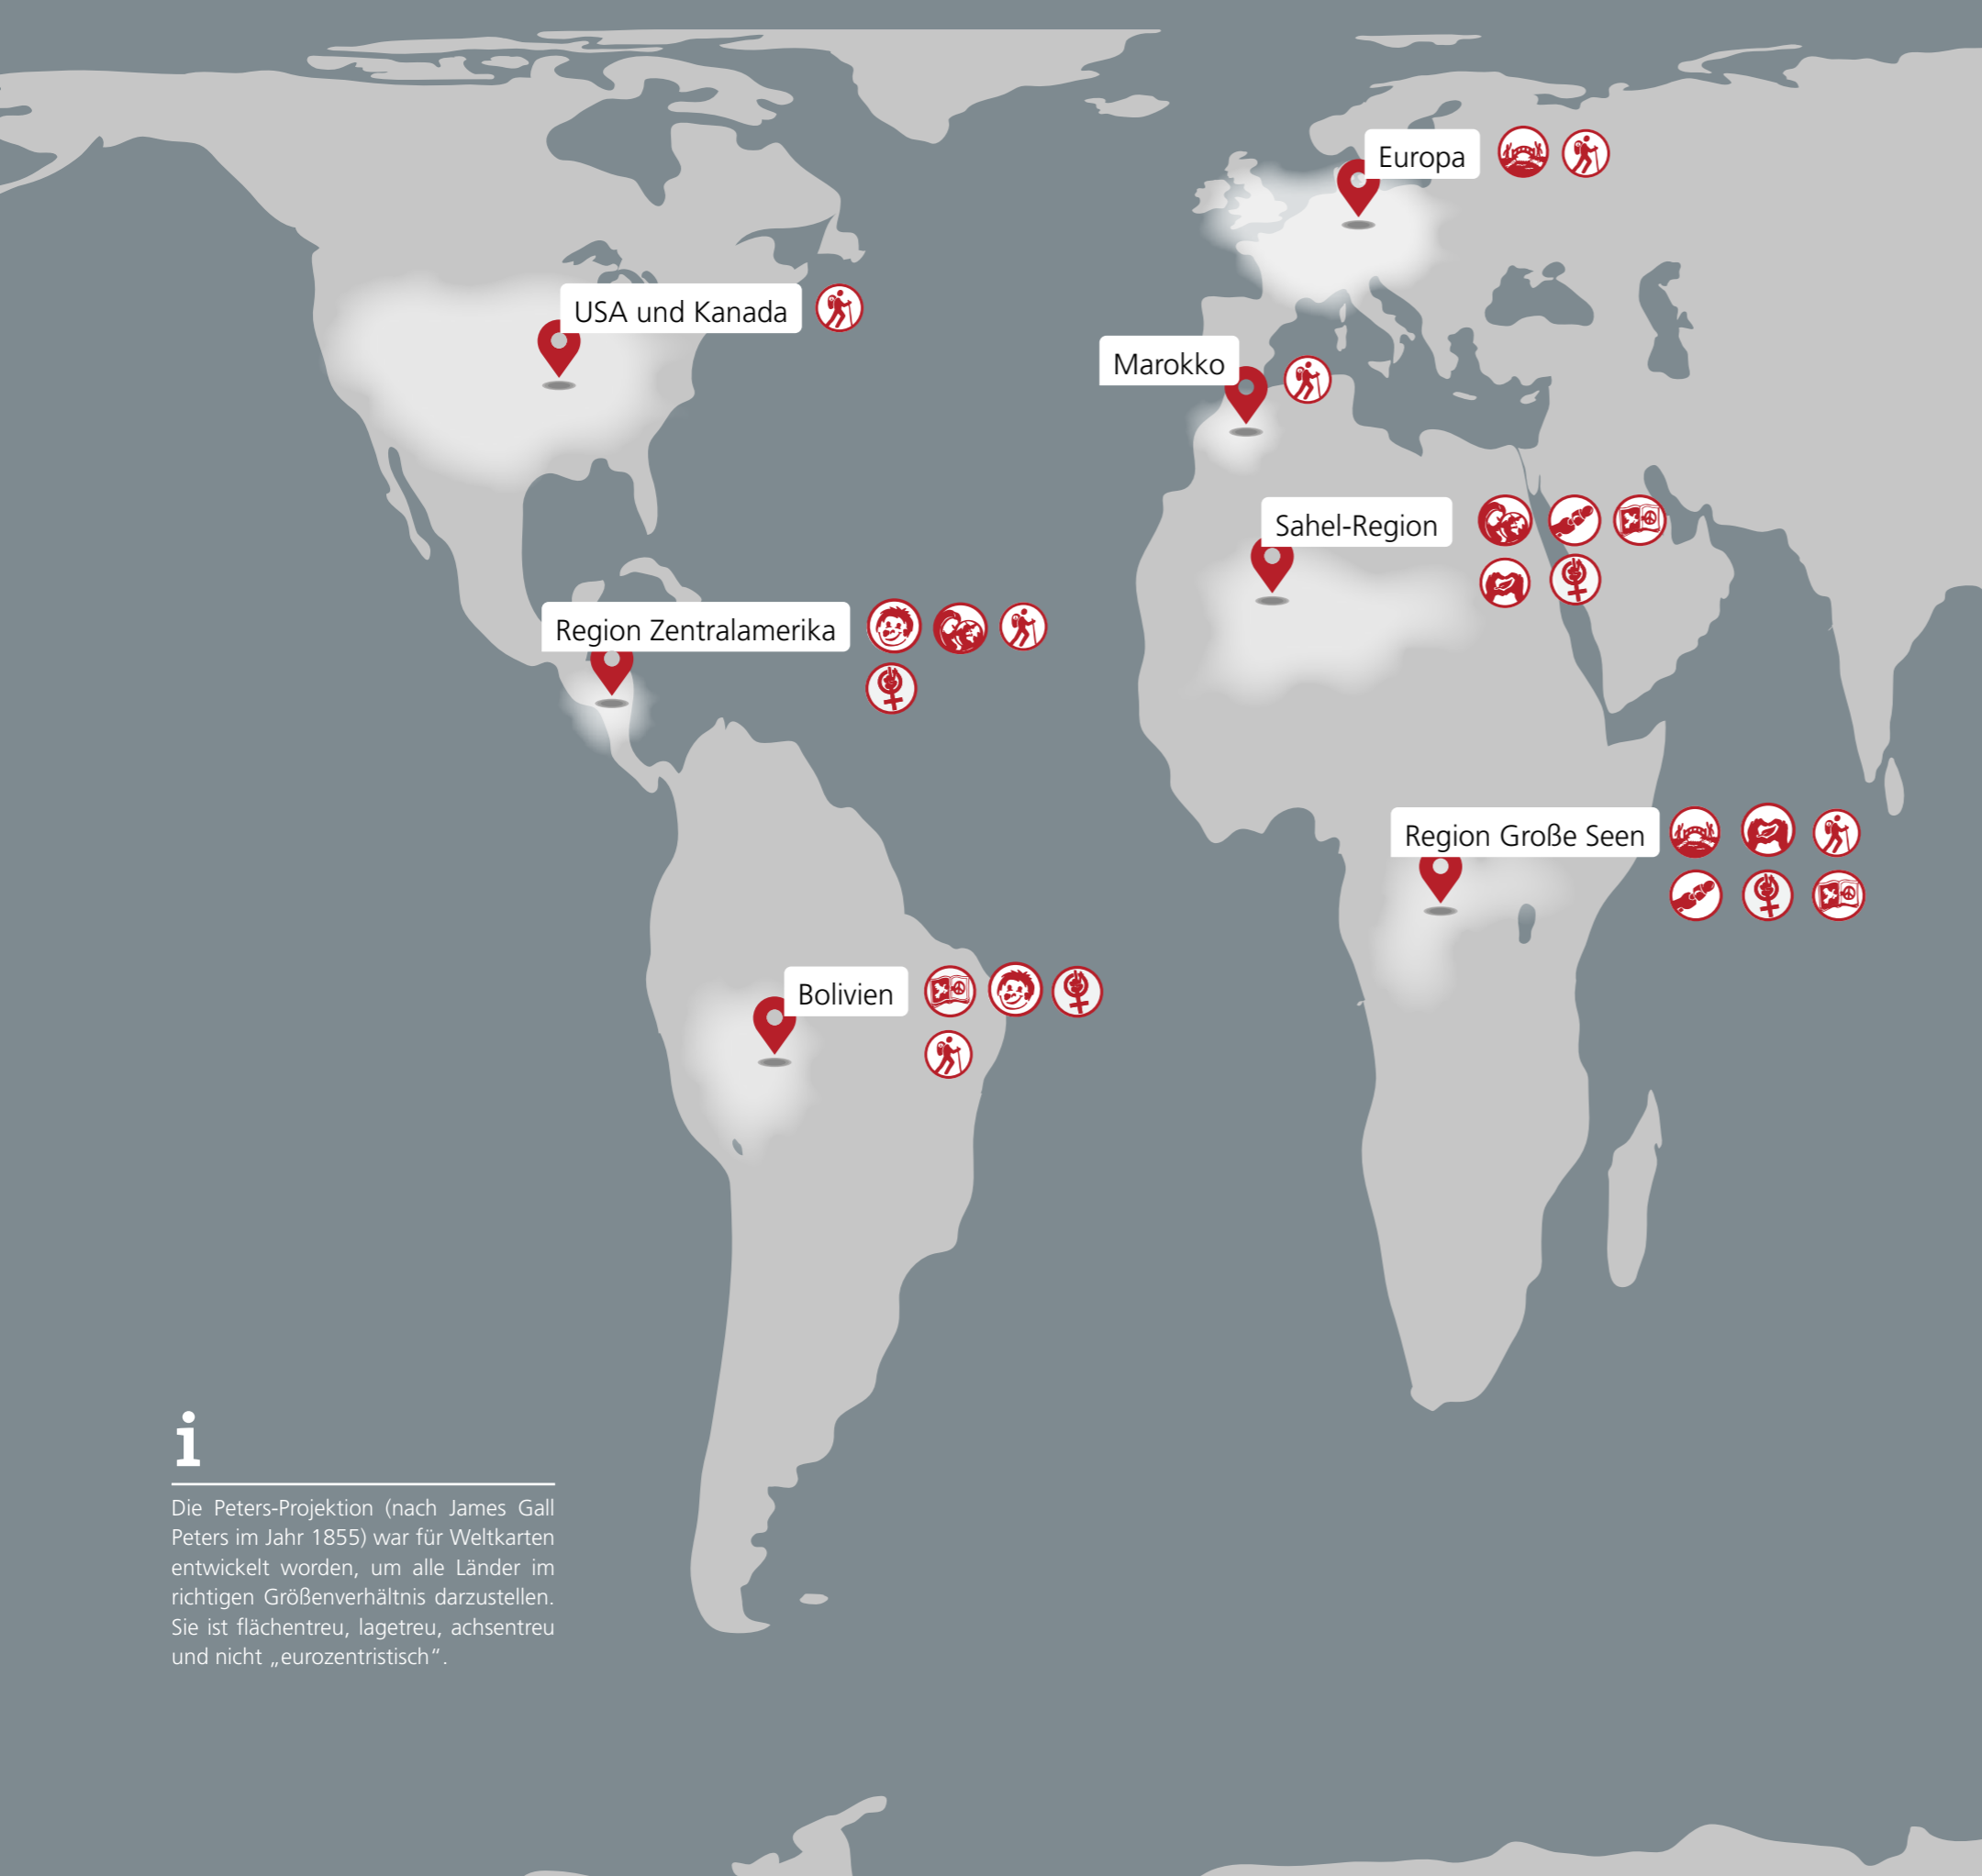 Europa
USA und Kanada
Marokko
Sahel-Region
Region Zentralamerika
Region Große Seen
Bolivien
i
Die Peters-Projektion (nach James Gall
Peters im Jahr 1855) war für Weltkarten
entwickelt worden, um alle Länder im
richtigen Größenverhältnis darzustellen.
Sie ist flächentreu, lagetreu, achsentreu
und nicht „eurozentristisch“.